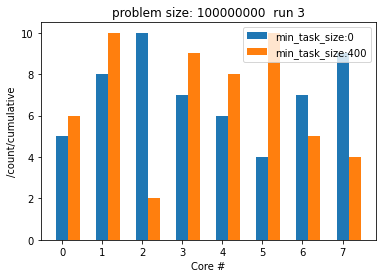 problem size: 100000000  run 3
min_task_size:0
min_task_size:400
/count/cumulative
10
8
6
4
2
0
0 1 2 3 4 5 6 7
Core #